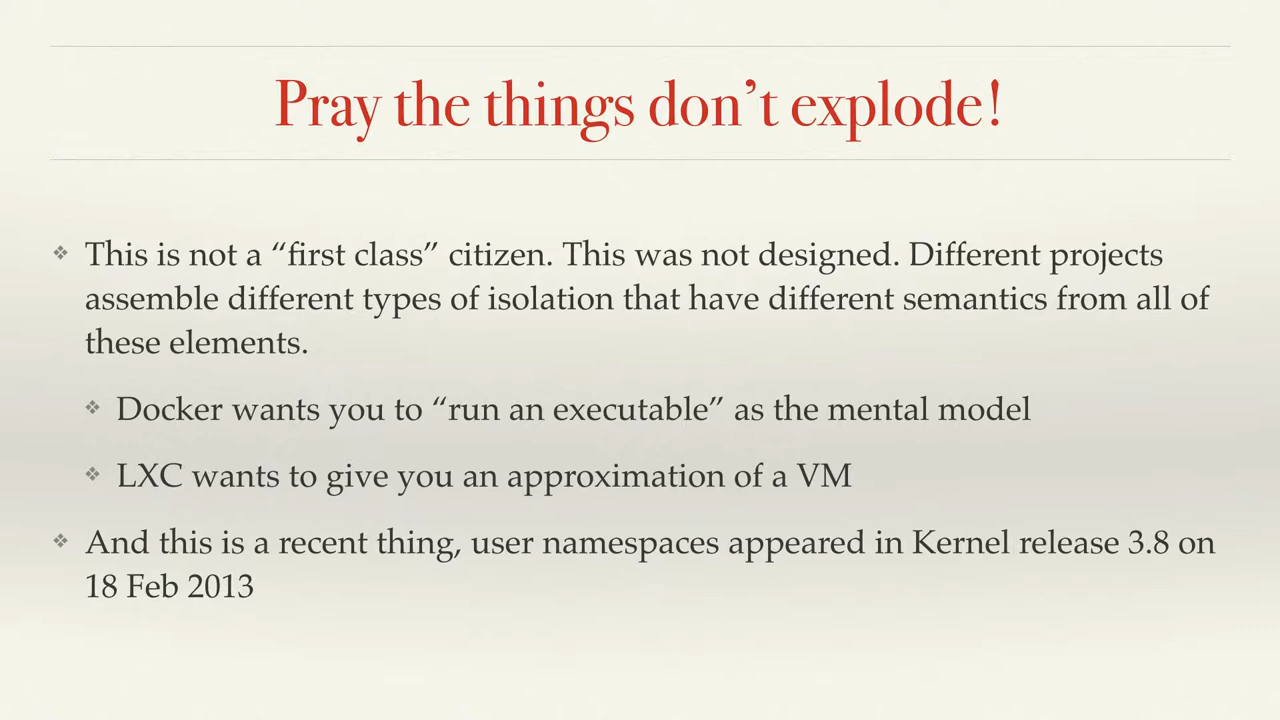 Pray the things don’t explode!
This is not a “first class” citizen. This was not designed. Different projects
assemble different types of isolation that have different semantics from all of
these elements.
Docker wants you to “run an executable” as the mental model
LXC wants to give you an approximation of a VM
And this is a recent thing, user namespaces appeared in Kernel release 3.8 on
18 Feb 2013